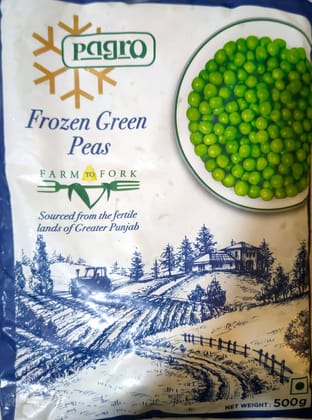 pagro
Frozen Green
Peas
FARM TO FORK
Sourced from the fertile
lands of Greater Punjab
NET WEIGHT: 500g